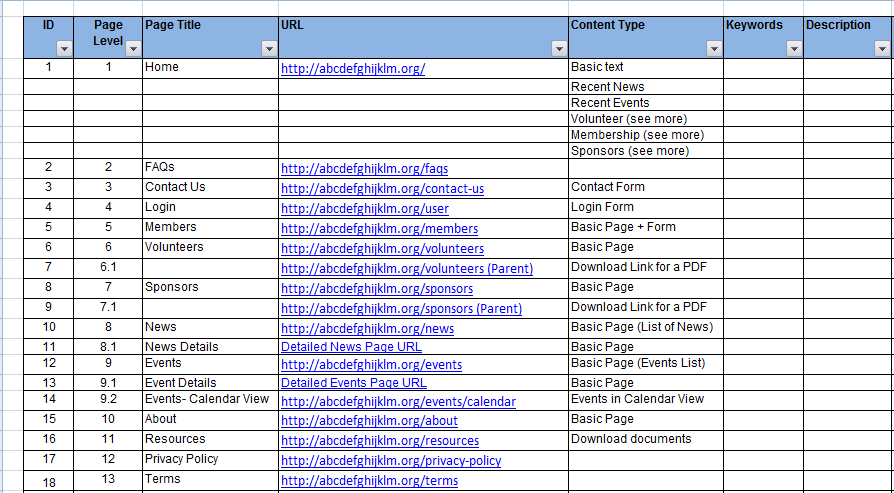 ID Page Level Page Title URL Content Type Keywords Description
1 1 Home http://abcdefghijklm.org/ Basic text
Recent News
Recent Events
Volunteer (see more)
Membership (see more)
Sponsors (see more)
2 2 FAQs http://abcdefghijklm.org/faqs
3 3 Contact Us http://abcdefghijklm.org/contact-us Contact Form
4 4 Login http://abcdefghijklm.org/user Login Form
5 5 Members http://abcdefghijklm.org/members Basic Page + Form
6 6 Volunteers http://abcdefghijklm.org/volunteers Basic Page
7 6.1 http://abcdefghijklm.org/volunteers (Parent) Download Link for a PDF
8 7 Sponsors http://abcdefghijklm.org/sponsors Basic Page
9 7.1 http://abcdefghijklm.org/sponsors (Parent) Download Link for a PDF
10 8 News http://abcdefghijklm.org/news Basic Page (List of News)
11 8.1 News Details Detailed News Page URL Basic Page
12 9 Events http://abcdefghijklm.org/events Basic Page (Events List)
13 9.1 Event Details Detailed Events Page URL Basic Page
14 9.2 Events- Calendar View http://abcdefghijklm.org/events/calendar Events in Calendar View
15 10 About http://abcdefghijklm.org/about Basic Page
16 11 Resources http://abcdefghijklm.org/resources Download documents
17 12 Privacy Policy http://abcdefghijklm.org/privacy-policy
18 13 Terms http://abcdefghijklm.org/terms